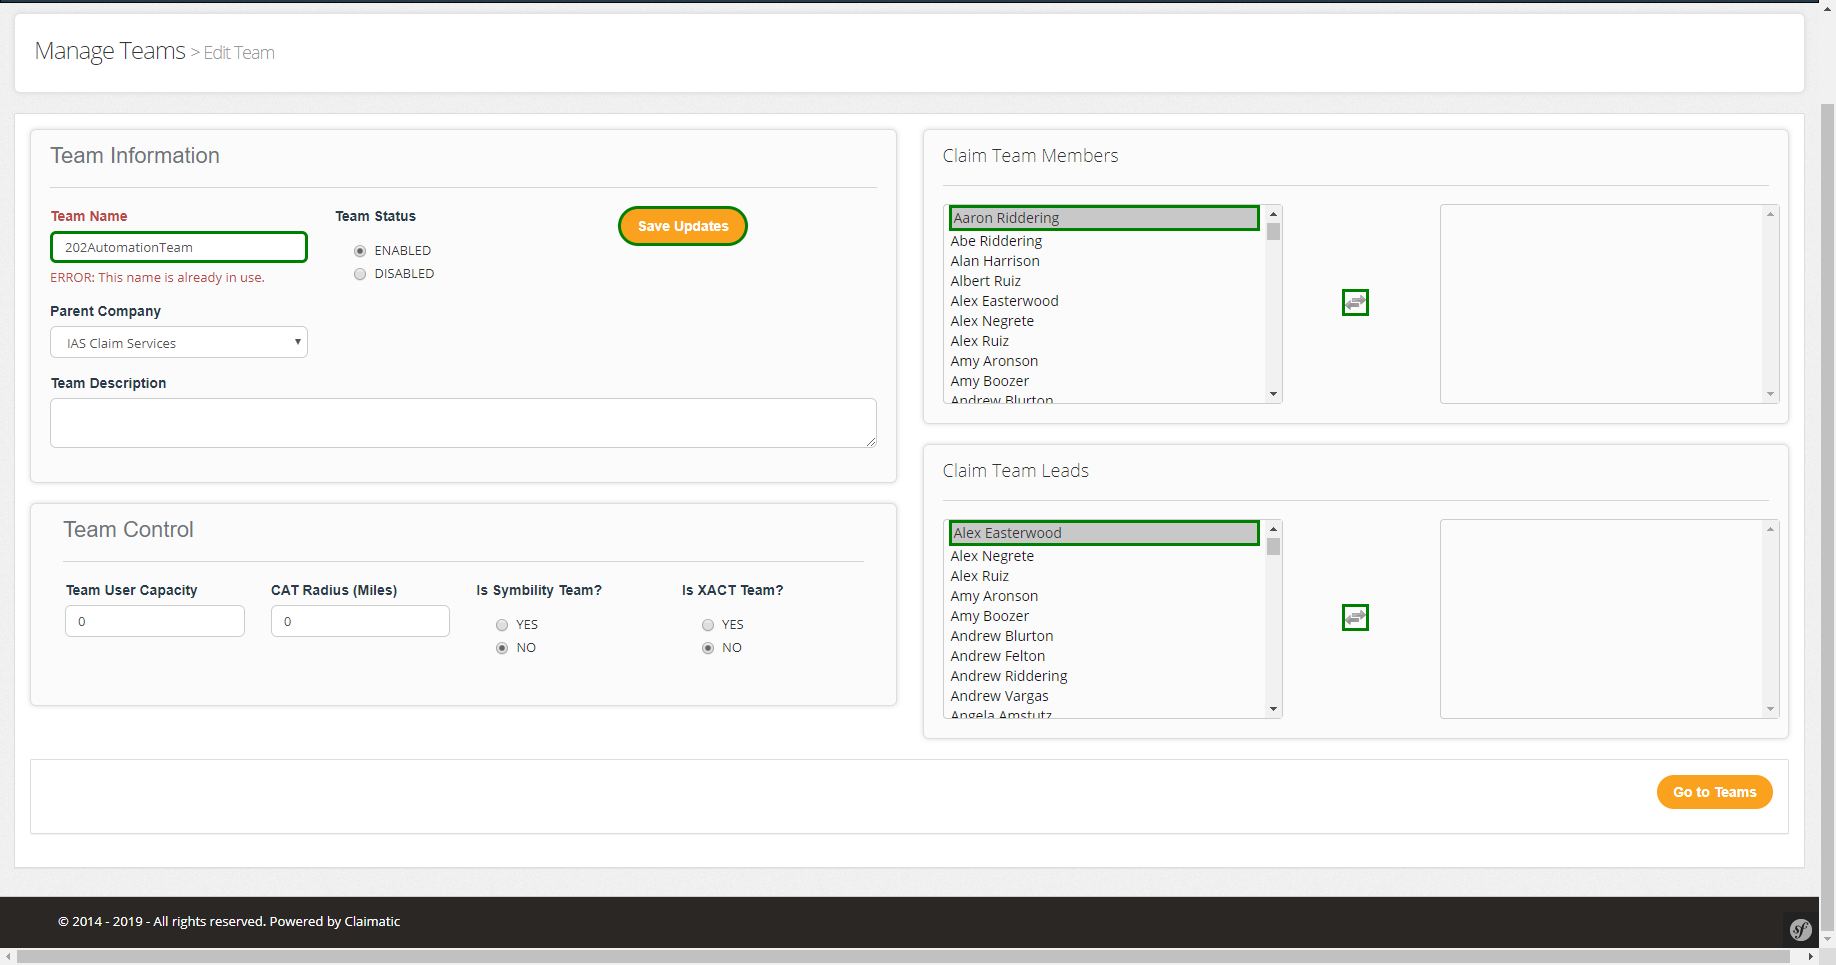 Manage Teams > Edit Team
Team Information
Team Name
202AutomationTeam
ERROR: This name is already in use.
Team Status
ENABLED
DISABLED
Save Updates
Parent Company
IAS Claim Services
Team Description
Team Control
Team User Capacity
0
CAT Radius (Miles)
0
Is Symbility Team?
YES
NO
Is XACT Team?
YES
NO
Claim Team Members
Aaron Riddering
Abe Riddering
Alan Harrison
Albert Ruiz
Alex Easterwood
Alex Negrete
Alex Ruiz
Amy Aronson
Amy Boozer
Andrew Blurton
Claim Team Leads
Alex Easterwood
Alex Negrete
Alex Ruiz
Amy Aronson
Amy Boozer
Andrew Blurton
Andrew Felton
Andrew Riddering
Andrew Vargas
Angela Amstutz
Go to Teams
© 2014 - 2019 - All rights reserved. Powered by Claimatic
sf